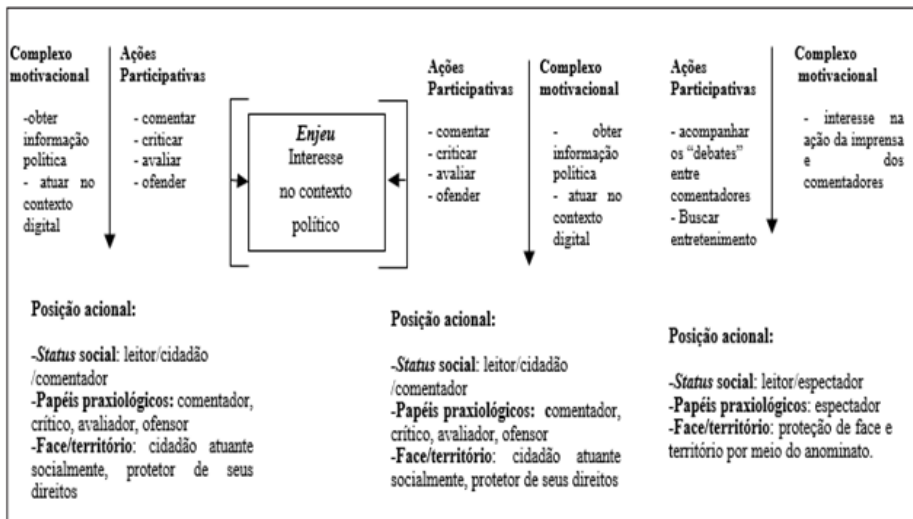 Complexo
motivacional
-obter
informação
política
- atuar no
contexto
digital
Ações
Participativas
- comentar
- criticar
- avaliar
- ofender
Enjeu
Interesse
no contexto
político
Ações
Participativas
- comentar
- criticar
- avaliar
- ofender
Complexo
motivacional
- obter
informação
política
- atuar no
contexto
digital
Ações
Participativas
- acompanhar
os “debates”
entre
comentadores
- Buscar
entretenimento
Complexo
motivacional
- interesse na
ação da imprensa
e dos
comentadores
Posição acional:
-Status social: leitor/cidadão
/comentador
-Papéis praxiológicos: comentador,
crítico, avaliador, ofensor
-Face/território: cidadão atuante
socialmente, protetor de seus
direitos
Posição acional:
-Status social: leitor/cidadão
/comentador
-Papéis praxiológicos: comentador,
crítico, avaliador, ofensor
-Face/território: cidadão atuante
socialmente, protetor de seus direitos
Posição acional:
-Status social: leitor/espectador
-Papéis praxiológicos: espectador
-Face/território: proteção de face e
território por meio do anominato.